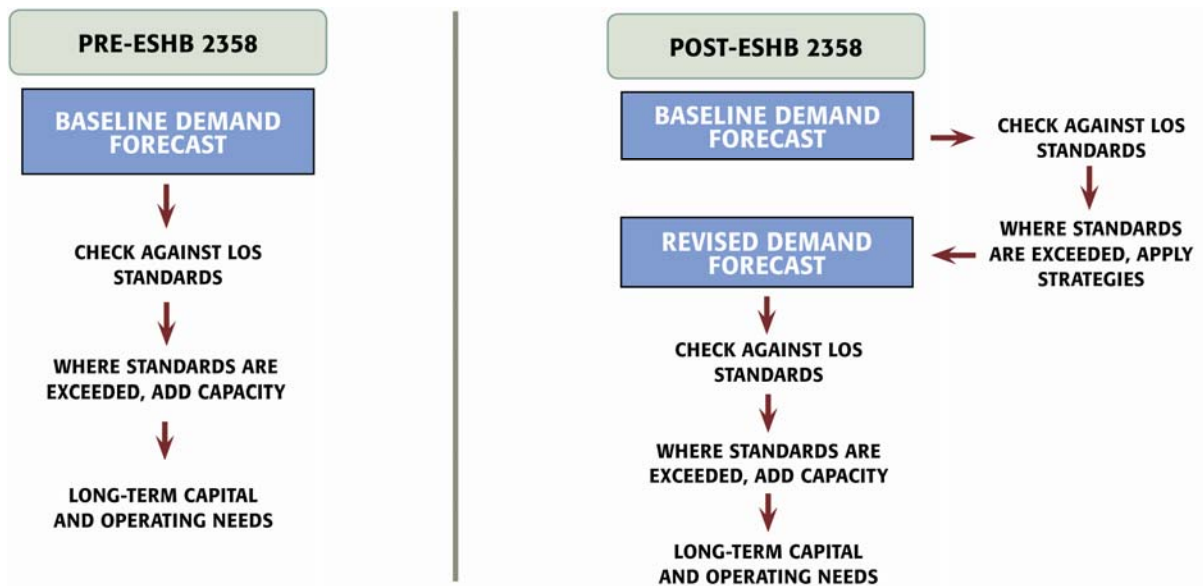 PRE-ESHB 2358
BASELINE DEMAND
FORECAST
CHECK AGAINST LOS
STANDARDS
WHERE STANDARDS ARE
EXCEEDED, ADD CAPACITY
LONG-TERM CAPITAL
AND OPERATING NEEDS
POST-ESHB 2358
BASELINE DEMAND
FORECAST
CHECK AGAINST LOS
STANDARDS
WHERE STANDARDS
ARE EXCEEDED, APPLY
STRATEGIES
REVISED DEMAND
FORECAST
CHECK AGAINST LOS
STANDARDS
WHERE STANDARDS ARE
EXCEEDED, ADD CAPACITY
LONG-TERM CAPITAL
AND OPERATING NEEDS